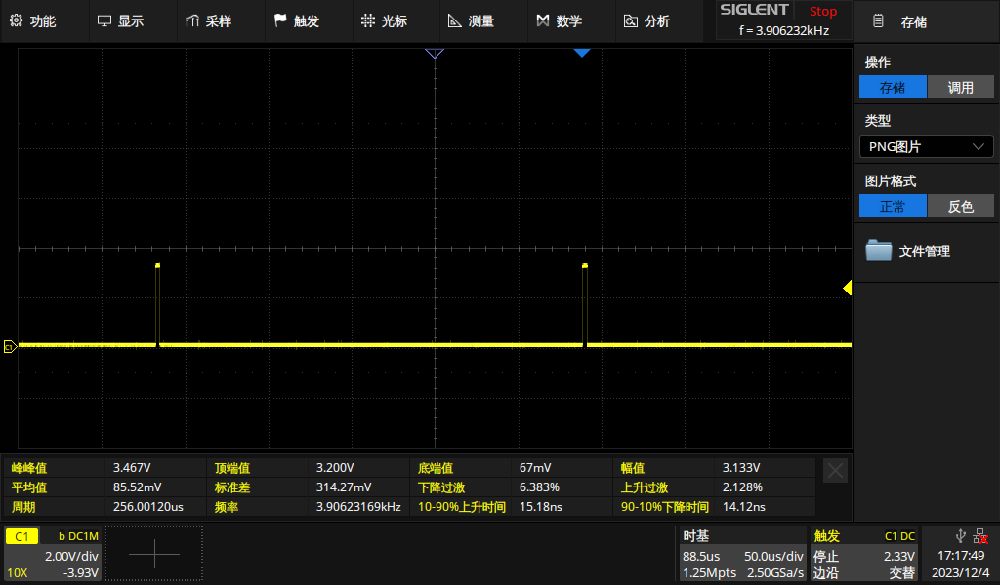 功能 显示 采样 触发 光标 测量 数学 分析 SIGLENT Stop 存储
f = 3.906232kHz
操作
存储 调用
类型
PNG图片
图片格式
正常 反色
文件管理
C1
峰峰值 3.467V 顶端值 3.200V 底端值 67mV 幅值 3.133V
平均值 85.52mV 标准差 314.27mV 下降过激 6.383% 上升过激 2.128%
周期 256.00120us 频率 3.90623169kHz 10-90%上升时间 15.18ns 90-10%下降时间 14.12ns
C1 b DC1M
2.00V/div
10X -3.93V
时基
88.5us 50.0us/div
1.25Mpts 2.50GSa/s
触发 C1 DC
停止 2.33V
边沿 交替
17:17:49
2023/12/4